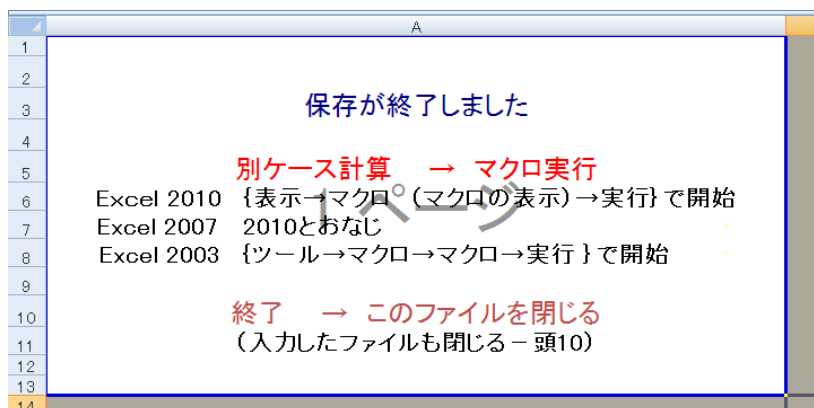 A
1
2
3 保存が終了しました
4
5 別ケース計算 → マクロ実行
6 Excel 2010 {表示→マクロ (マクロの表示)→実行} で開始
7 Excel 2007 2010とおなじ
8 Excel 2003 {ツール→マクロ→マクロ→実行 } で開始
1 ページ
9
10 終了 → このファイルを閉じる
11 (入力したファイルも閉じる－頭10)
12
13
14